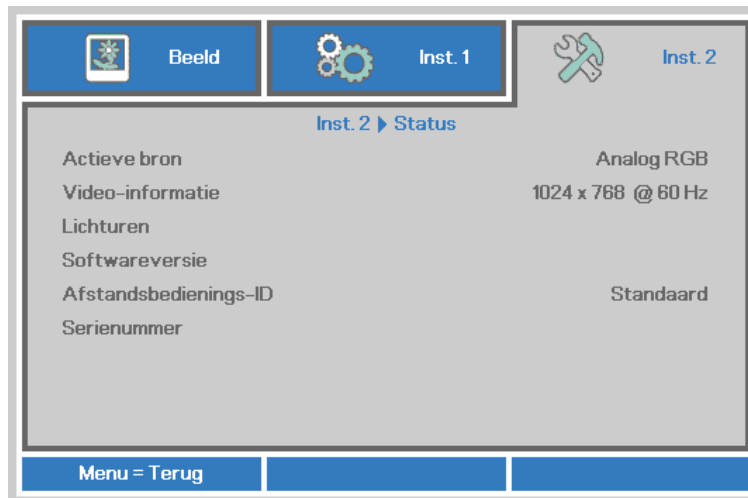 Beeld
Inst. 1
Inst. 2
Inst. 2 ▶ Status
Actieve bron Analog RGB
Video-informatie 1024 x 768 @ 60 Hz
Lichturen
Softwareversie
Afstandsbedienings-ID Standaard
Serienummer
Menu = Terug